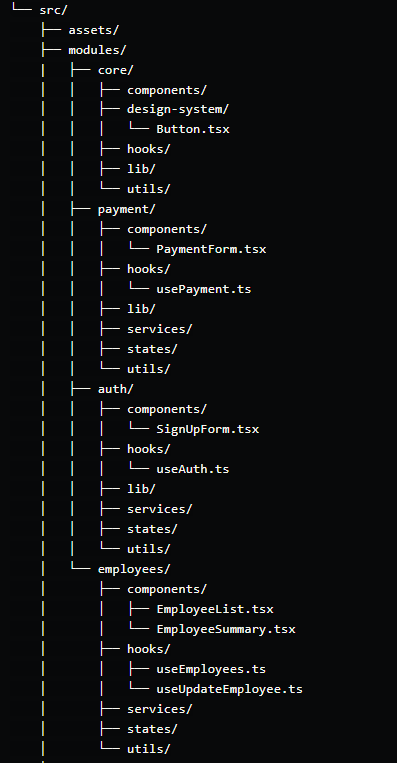 └── src/
    ├── assets/
    ├── modules/
    │   ├── core/
    │   │   ├── components/
    │   │   ├── design-system/
    │   │   │   └── Button.tsx
    │   │   ├── hooks/
    │   │   ├── lib/
    │   │   └── utils/
    │   ├── payment/
    │   │   ├── components/
    │   │   │   └── PaymentForm.tsx
    │   │   ├── hooks/
    │   │   │   └── usePayment.ts
    │   │   ├── lib/
    │   │   ├── services/
    │   │   ├── states/
    │   │   └── utils/
    │   ├── auth/
    │   │   ├── components/
    │   │   │   └── SignUpForm.tsx
    │   │   ├── hooks/
    │   │   │   └── useAuth.ts
    │   │   ├── lib/
    │   │   ├── services/
    │   │   ├── states/
    │   │   └── utils/
    │   └── employees/
    │       ├── components/
    │       │   ├── EmployeeList.tsx
    │       │   └── EmployeeSummary.tsx
    │       ├── hooks/
    │       │   ├── useEmployees.ts
    │       │   └── useUpdateEmployee.ts
    │       ├── services/
    │       ├── states/
    │       └── utils/